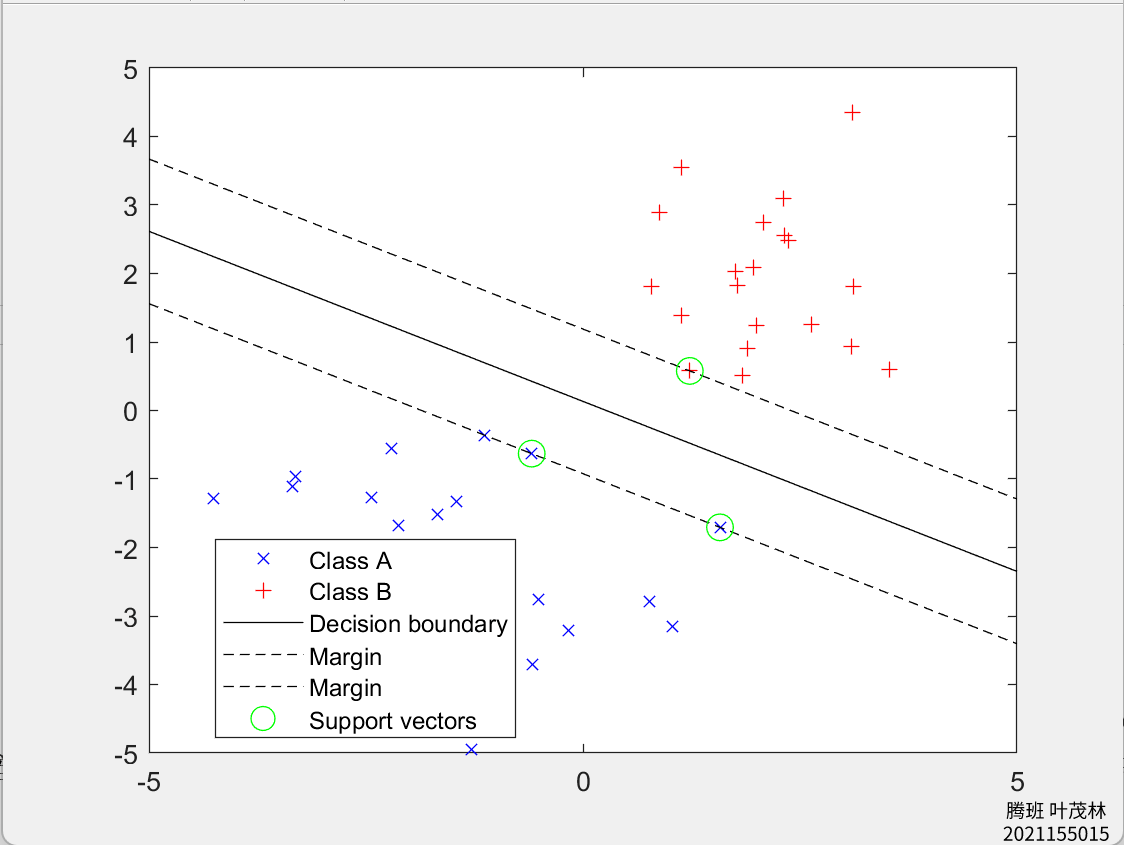 5
4
3
2
1
0
-1
-2
-3
-4
-5
-5 0 5
Class A
Class B
Decision boundary
Margin
Margin
Support vectors
腾班 叶茂林
2021155015